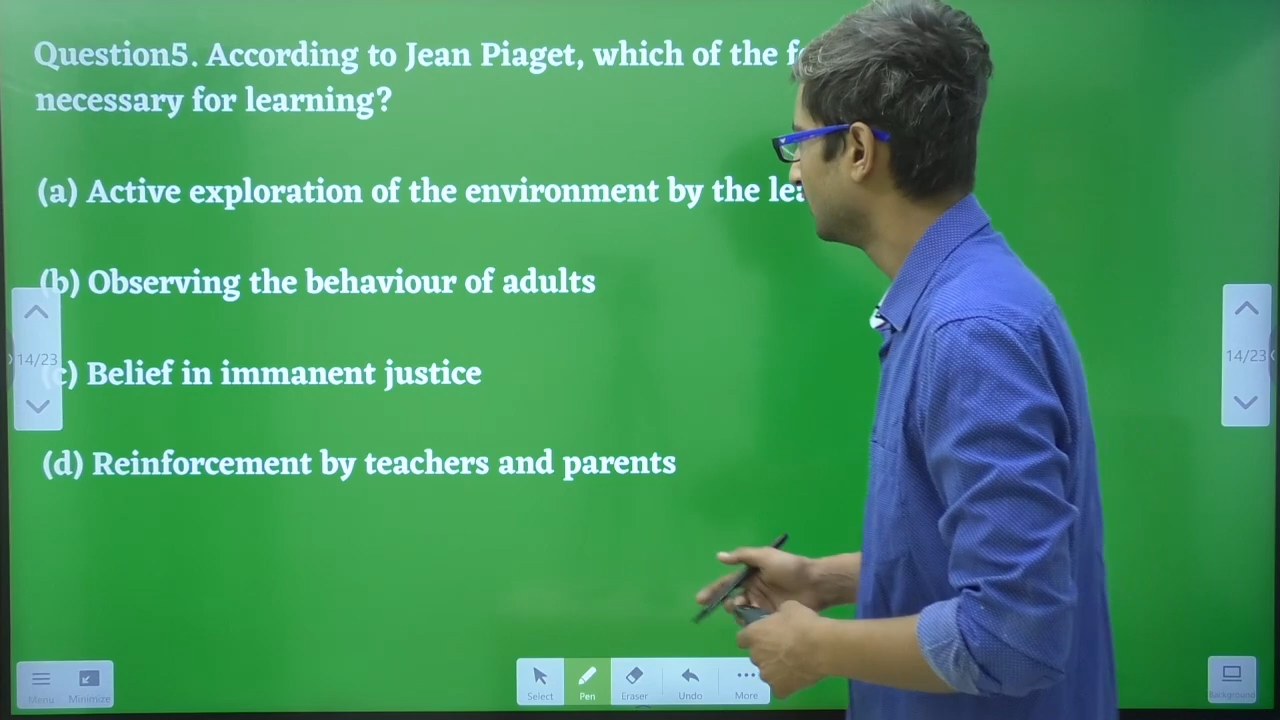 Question5. According to Jean Piaget, which of the
necessary for learning?
(a) Active exploration of the environment by the
(b) Observing the behaviour of adults
(c) Belief in immanent justice
(d) Reinforcement by teachers and parents
14/23
14/23
Menu
Minimize
Select
Pen
Eraser
Undo
More
Background